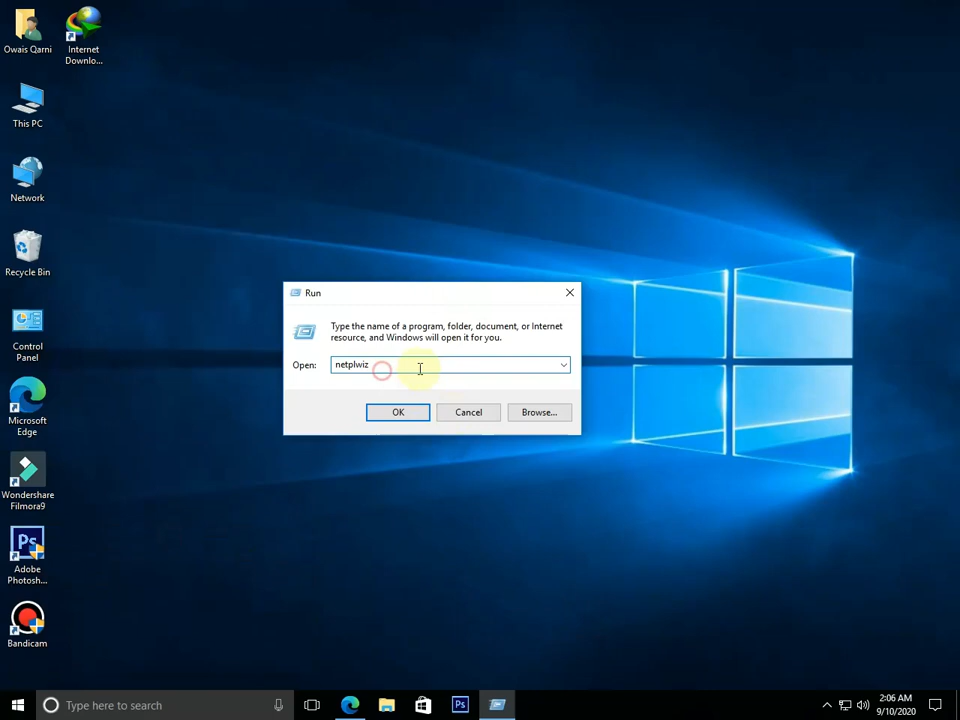 Owais Qarni
Internet
Downlo...
This PC
Network
Recycle Bin
Control
Panel
Microsoft
Edge
Wondershare
Filmora9
Ps
Adobe
Photosh...
Bandicam
Run
Type the name of a program, folder, document, or Internet
resource, and Windows will open it for you.
Open:
netplwiz
OK
Cancel
Browse...
Type here to search
Ps
2:06 AM
9/10/2020